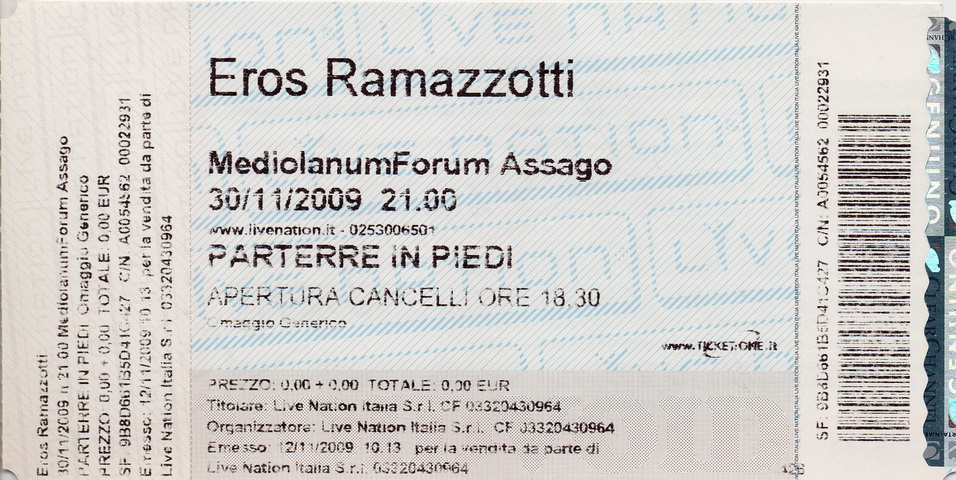 Eros Ramazzotti
30/11/2009 h 21.00 MediolanumForum Assago
PARTERRE IN PIEDI Omaggio Generico
PREZZO: 0,00 + 0,00 TOTALE: 0,00 EUR
C/N: A0054562 00022931
Emesso: 12/11/2009 10.13 per la vendita da parte di
Live Nation Italia S.r.l. 03320430964
Eros Ramazzotti
MediolanumForum Assago
30/11/2009 21.00
www.livenation.it - 0253006501
PARTERRE IN PIEDI
APERTURA CANCELLI ORE 18.30
Omaggio Generico
www.TICKETONE.it
PREZZO: 0,00 + 0,00 TOTALE: 0,00 EUR
Titolare: Live Nation Italia S.r.l. CF 03320430964
Organizzatore: Live Nation Italia S.r.l. CF 03320430964
Emesso: 12/11/2009 10.13 per la vendita da parte di
Live Nation Italia S.r.l. 03320430964
C/N: A0054562 00022931
GENUINO